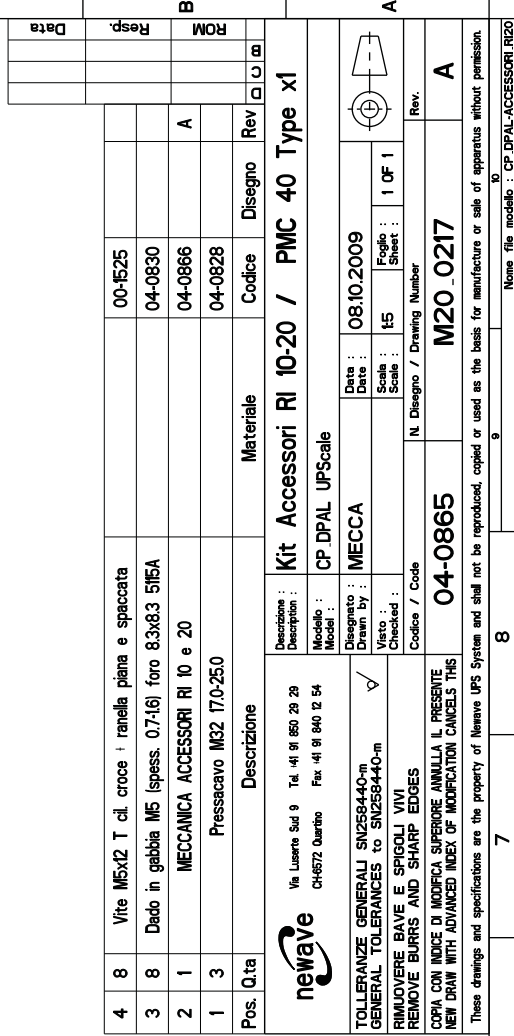 B
A
Data
Resp.
ROM
B
C
D
4 8 Vite M5x12 T cil. croce + ranella piana e spaccata 00-1525
3 8 Dado in gabbia M5 (spess. 0.7-1.6) foro 8.3x8.3 5115A 04-0830
2 1 MECCANICA ACCESSORI RI 10 e 20 04-0866 A
1 3 Pressacavo M32 17.0-25.0 04-0828
Pos. Q.ta Descrizione Materiale Codice Disegno Rev
newave
Via Luserte Sud 9 Tel. +41 91 850 29 29
CH-6572 Quartino Fax +41 91 840 12 54
Descrizione :
Description :
Kit Accessori RI 10-20 / PMC 40 Type x1
Modello :
Model :
CP_DPAL UPScale
TOLLERANZE GENERALI SN258440-m
GENERAL TOLERANCES to SN258440-m
Disegnato :
Drawn by :
MECCA
Data :
Date :
08.10.2009
Visto :
Checked :
Scala :
Scale :
1:5
Foglio :
Sheet :
1 OF 1
RIMUOVERE BAVE E SPIGOLI VIVI
REMOVE BURRS AND SHARP EDGES
Codice / Code
N. Disegno / Drawing Number
Rev.
COPIA CON INDICE DI MODIFICA SUPERIORE ANNULLA IL PRESENTE
NEW DRAW WITH ADVANCED INDEX OF MODIFICATION CANCELS THIS
04-0865
M20_0217
A
These drawings and specifications are the property of Newave UPS System and shall not be reproduced, copied or used as the basis for manufacture or sale of apparatus without permission.
7
8
9
10
Nome file modello : CP_DPAL-ACCESSORI_RI20